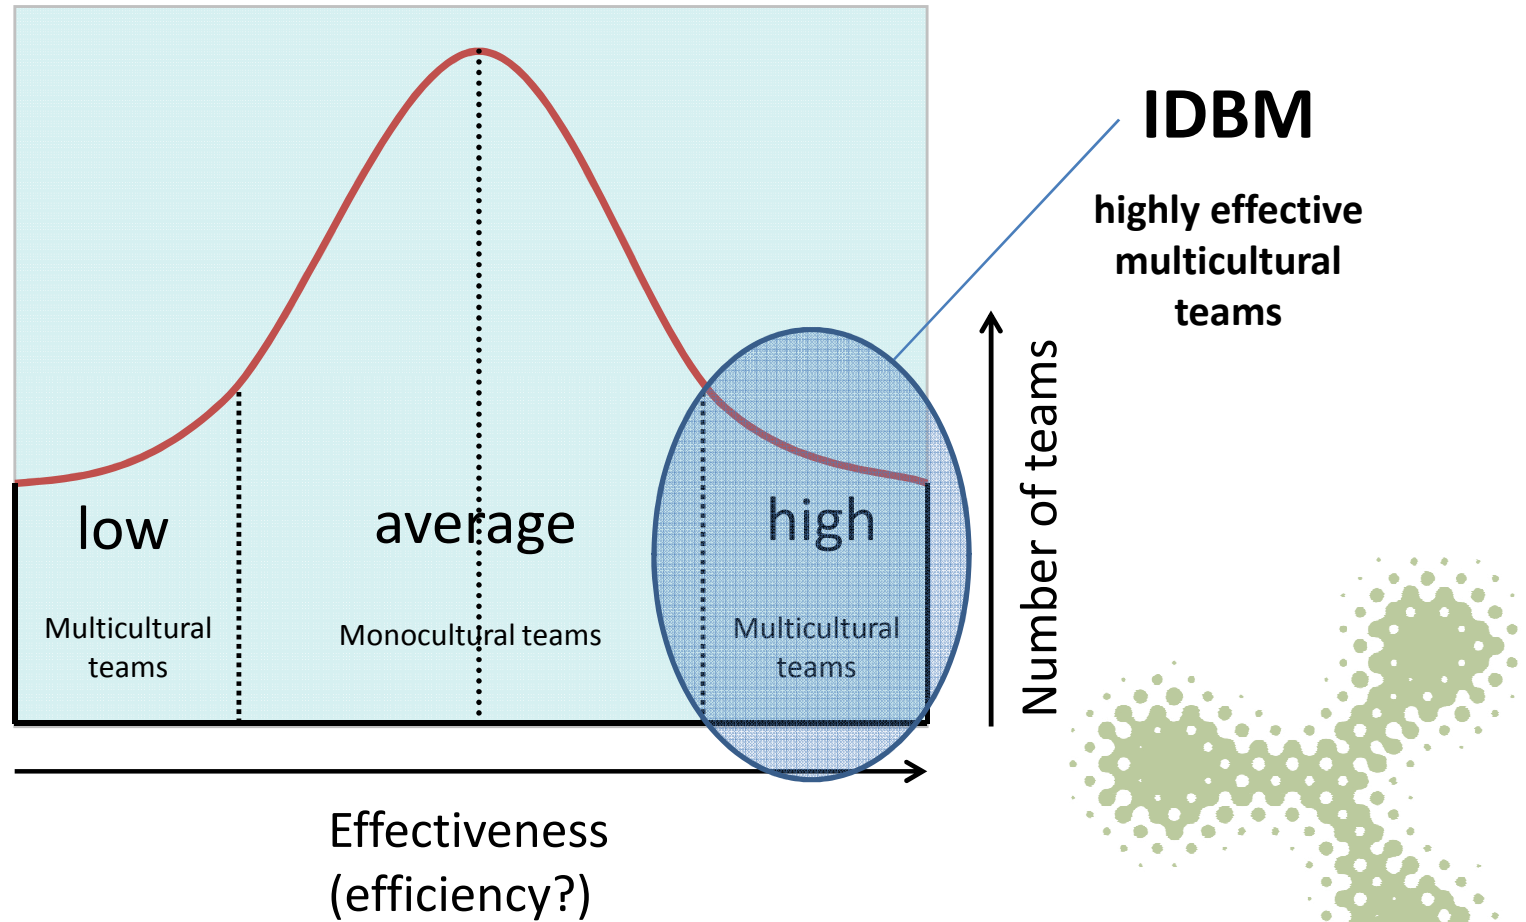 IDBM
highly effective
multicultural
teams
low
average
high
Multicultural
teams
Monocultural teams
Multicultural
teams
Number of teams
Effectiveness
(efficiency?)